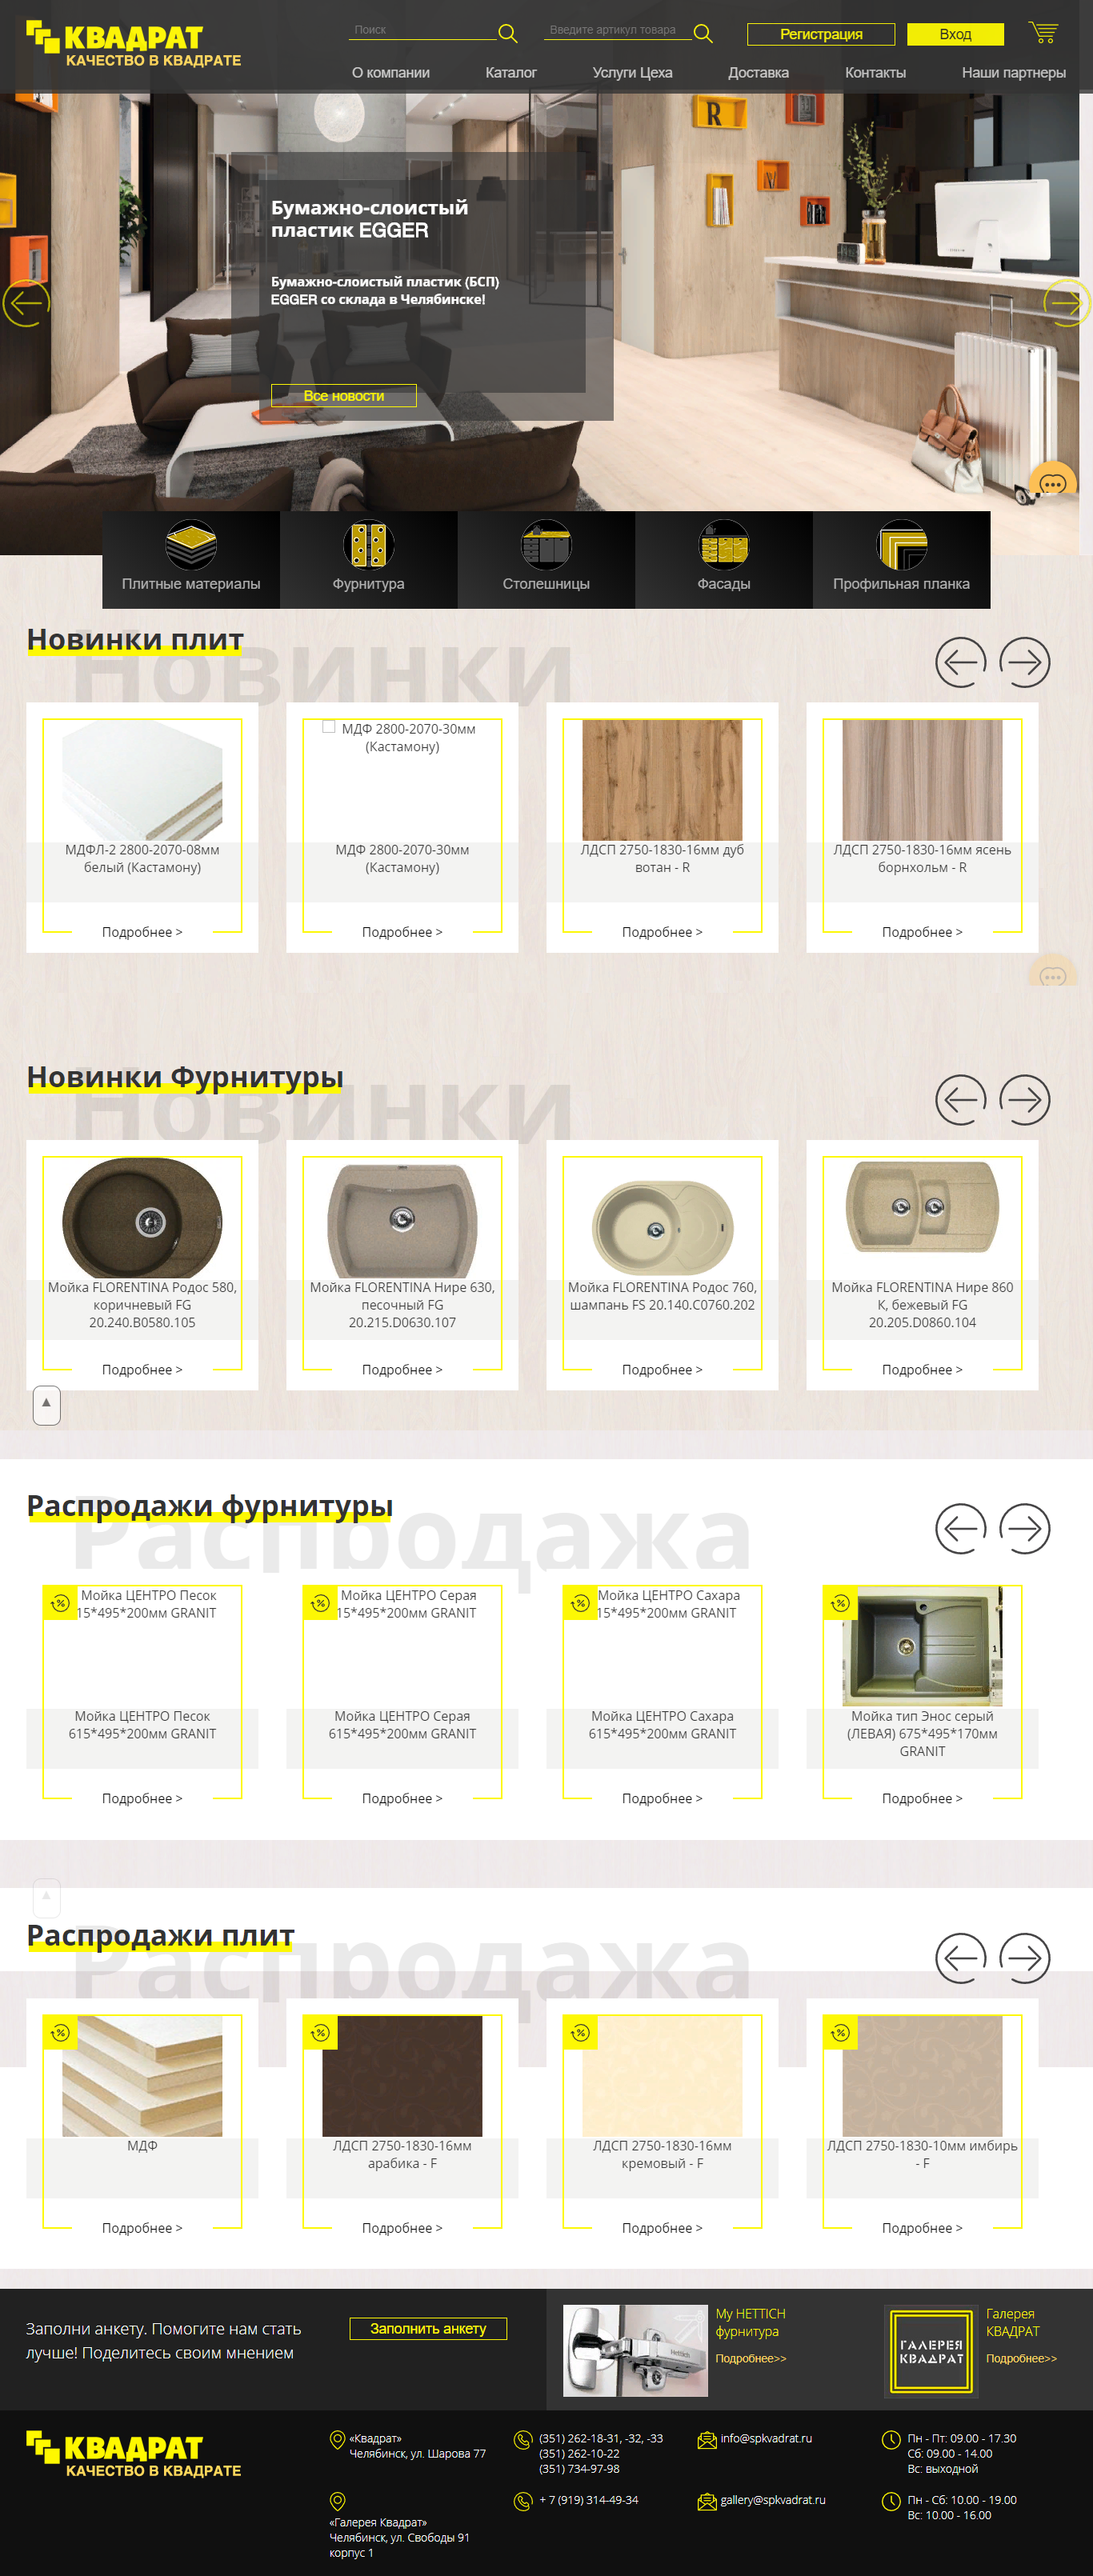 КВАДРАТ
КАЧЕСТВО В КВАДРАТЕ
Поиск
Введите артикул товара
Регистрация
Вход
О компании
Каталог
Услуги Цеха
Доставка
Контакты
Наши партнеры
R
Бумажно-слоистый
пластик EGGER
Бумажно-слоистый пластик (БСП)
EGGER со склада в Челябинске!
Все новости
Плитные материалы
Фурнитура
Столешницы
Фасады
Профильная планка
Новинки
Новинки плит
МДФ 2800-2070-30мм
(Кастамону)
МДФЛ-2 2800-2070-08мм
белый (Кастамону)
МДФ 2800-2070-30мм
(Кастамону)
ЛДСП 2750-1830-16мм дуб
вотан - R
ЛДСП 2750-1830-16мм ясень
борнхольм - R
Подробнее >
Подробнее >
Подробнее >
Подробнее >
Новинки
Новинки Фурнитуры
Мойка FLORENTINA Родос 580,
коричневый FG
20.240.B0580.105
Мойка FLORENTINA Нире 630,
песочный FG
20.215.D0630.107
Мойка FLORENTINA Родос 760,
шампань FS 20.140.C0760.202
Мойка FLORENTINA Нире 860
К, бежевый FG
20.205.D0860.104
Подробнее >
Подробнее >
Подробнее >
Подробнее >
▲
Распродажа
Распродажи фурнитуры
%
Мойка ЦЕНТРО Песок
15*495*200мм GRANIT
%
Мойка ЦЕНТРО Серая
15*495*200мм GRANIT
%
Мойка ЦЕНТРО Сахара
15*495*200мм GRANIT
%
Мойка ЦЕНТРО Песок
615*495*200мм GRANIT
Мойка ЦЕНТРО Серая
615*495*200мм GRANIT
Мойка ЦЕНТРО Сахара
615*495*200мм GRANIT
Мойка тип Энос серый
(ЛЕВАЯ) 675*495*170мм
GRANIT
Подробнее >
Подробнее >
Подробнее >
Подробнее >
▲
Распродажа
Распродажи плит
%
%
%
%
МДФ
ЛДСП 2750-1830-16мм
арабика - F
ЛДСП 2750-1830-16мм
кремовый - F
ЛДСП 2750-1830-10мм имбирь
- F
Подробнее >
Подробнее >
Подробнее >
Подробнее >
Заполни анкету. Помогите нам стать
лучше! Поделитесь своим мнением
Заполнить анкету
Hettich
My HETTICH
фурнитура
Подробнее>>
ГАЛЕРЕЯ
КВАДРАТ
Галерея
КВАДРАТ
Подробнее>>
КВАДРАТ
КАЧЕСТВО В КВАДРАТЕ
«Квадрат»
Челябинск, ул. Шарова 77
(351) 262-18-31, -32, -33
(351) 262-10-22
(351) 734-97-98
info@spkvadrat.ru
Пн - Пт: 09.00 - 17.30
Сб: 09.00 - 14.00
Вс: выходной
«Галерея Квадрат»
Челябинск, ул. Свободы 91
корпус 1
+ 7 (919) 314-49-34
gallery@spkvadrat.ru
Пн - Сб: 10.00 - 19.00
Вс: 10.00 - 16.00